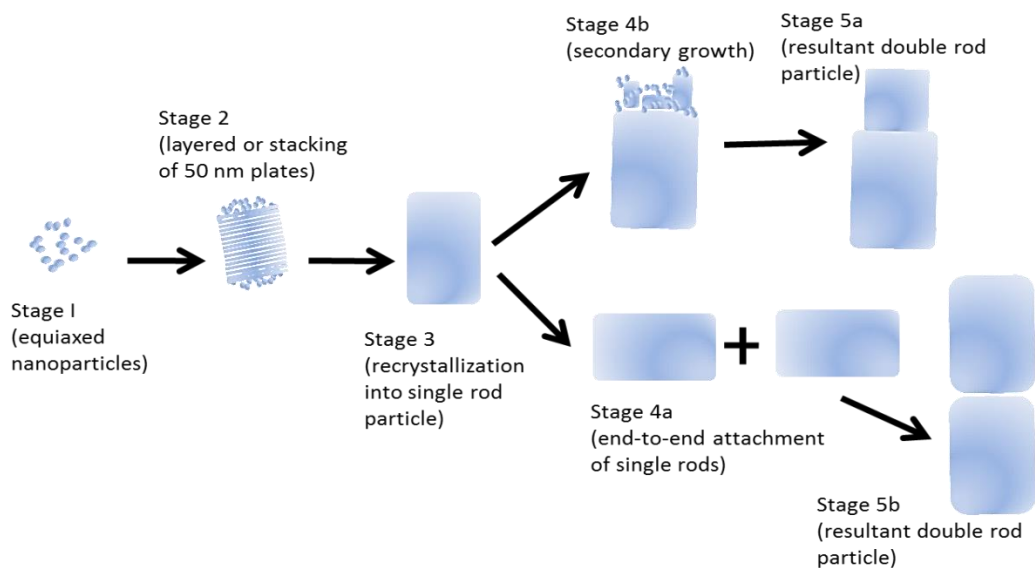 Stage I
(equiaxed
nanoparticles)
Stage 2
(layered or stacking
of 50 nm plates)
Stage 3
(recrystallization
into single rod
particle)
Stage 4b
(secondary growth)
Stage 5a
(resultant double rod
particle)
+
Stage 4a
(end-to-end attachment
of single rods)
Stage 5b
(resultant double rod
particle)